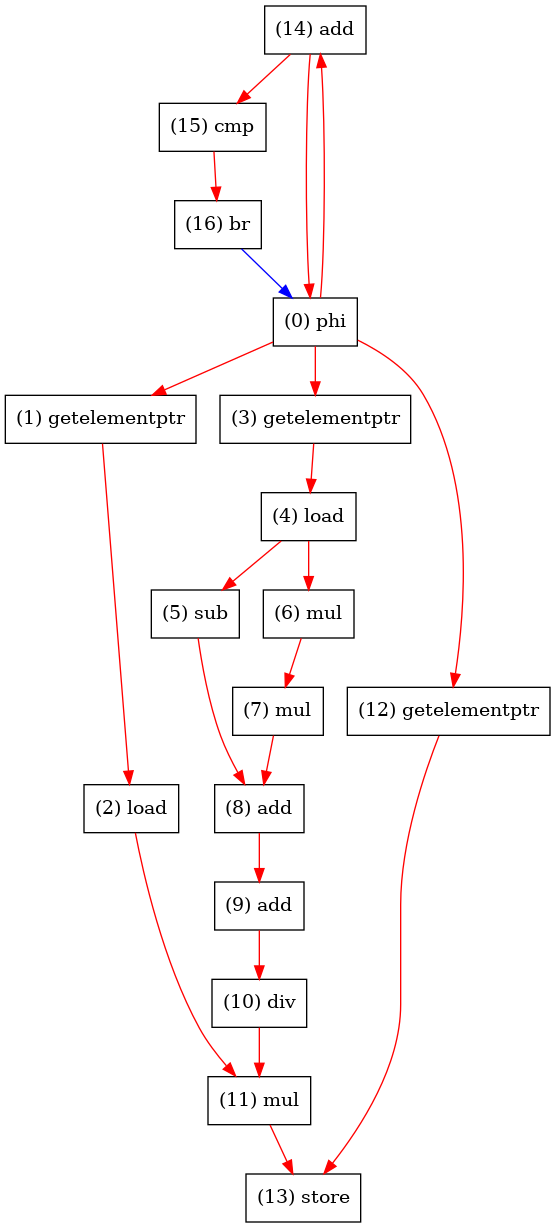 (14) add
(15) cmp
(16) br
(0) phi
(1) getelementptr
(3) getelementptr
(4) load
(5) sub
(6) mul
(7) mul
(12) getelementptr
(2) load
(8) add
(9) add
(10) div
(11) mul
(13) store